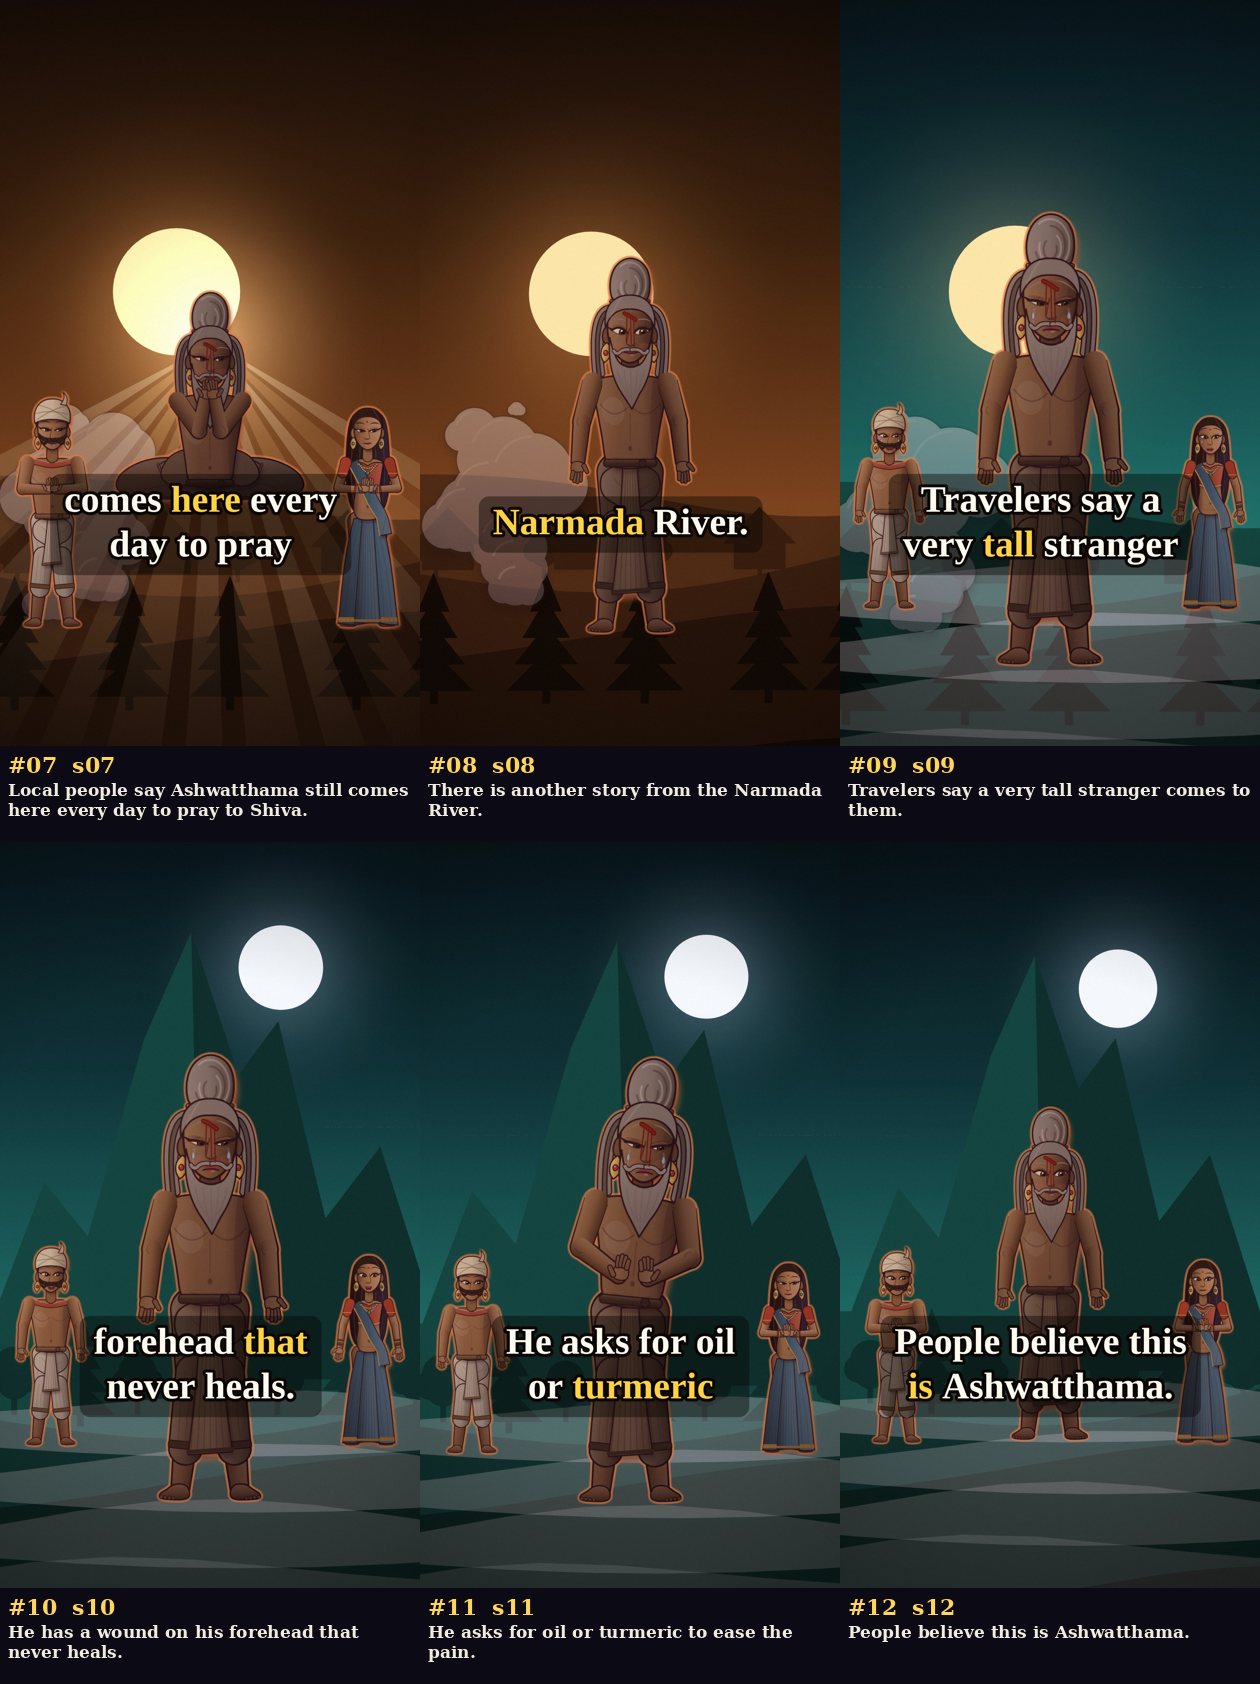 comes here every
day to pray
Narmada River.
Travelers say a
very tall stranger
#07 s07
Local people say Ashwatthama still comes
here every day to pray to Shiva.
#08 s08
There is another story from the Narmada
River.
#09 s09
Travelers say a very tall stranger comes to
them.
forehead that
never heals.
He asks for oil
or turmeric
People believe this
is Ashwatthama.
#10 s10
He has a wound on his forehead that
never heals.
#11 s11
He asks for oil or turmeric to ease the
pain.
#12 s12
People believe this is Ashwatthama.